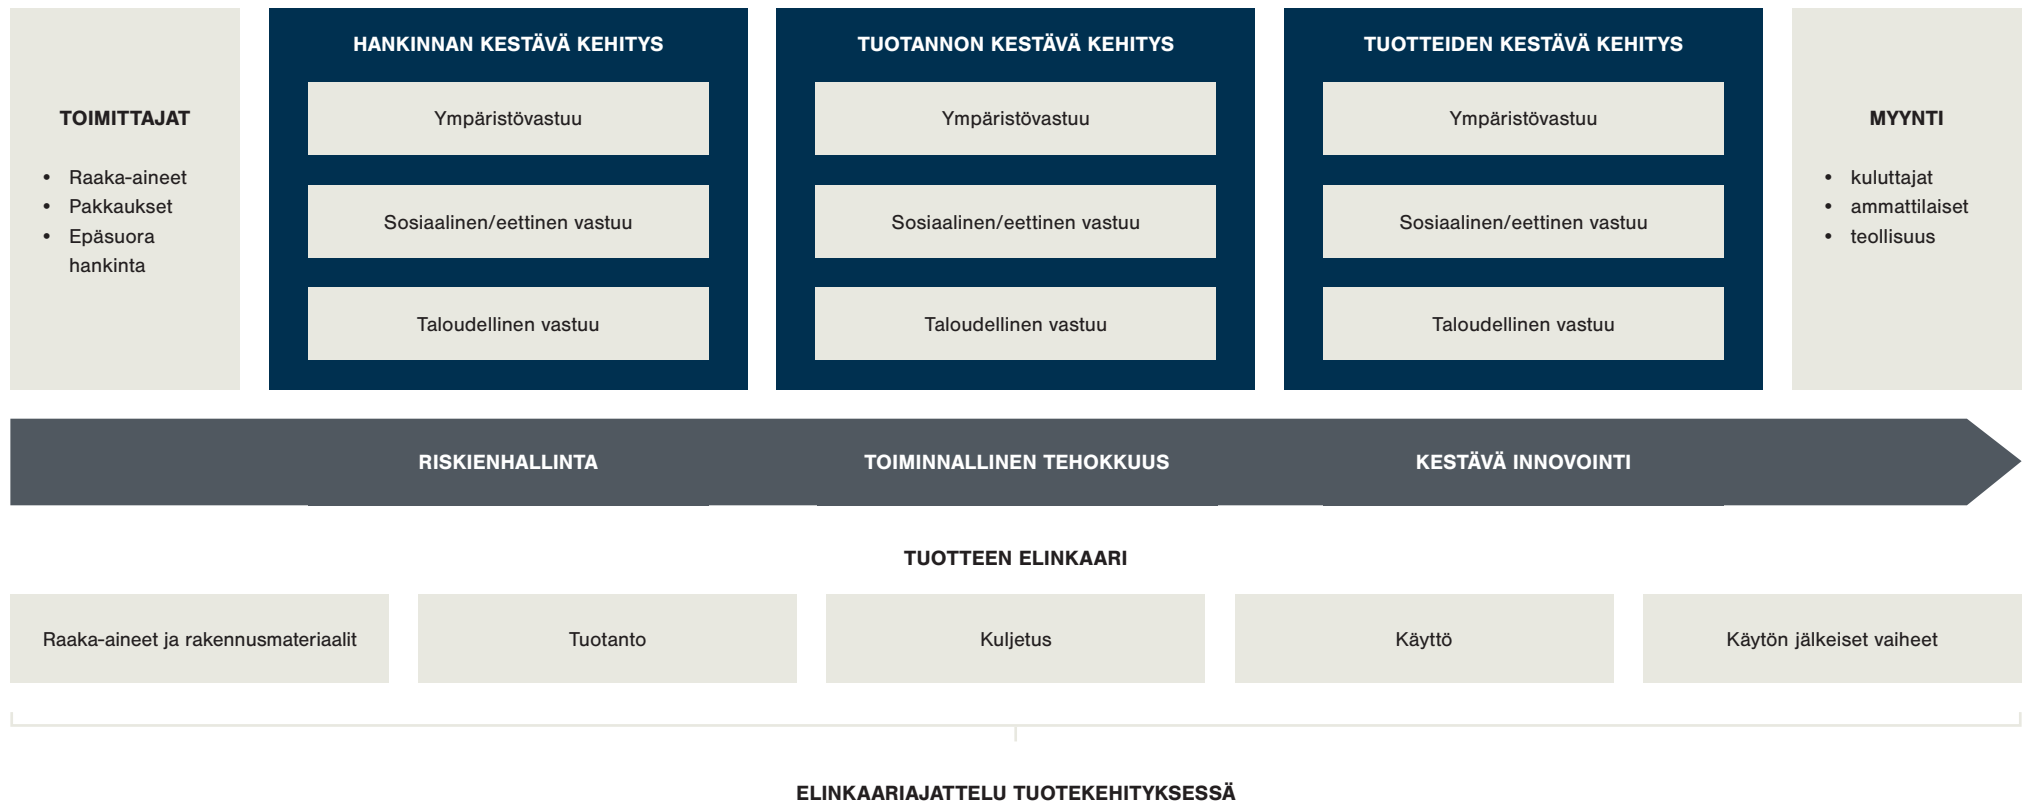 TOIMITTAJAT
• Raaka-aineet
• Pakkaukset
• Epäsuora
hankinta
HANKINNAN KESTÄVÄ KEHITYS
Ympäristövastuu
Sosiaalinen/eettinen vastuu
Taloudellinen vastuu
TUOTANNON KESTÄVÄ KEHITYS
Ympäristövastuu
Sosiaalinen/eettinen vastuu
Taloudellinen vastuu
TUOTTEIDEN KESTÄVÄ KEHITYS
Ympäristövastuu
Sosiaalinen/eettinen vastuu
Taloudellinen vastuu
MYYNTI
• kuluttajat
• ammattilaiset
• teollisuus
RISKIENHALLINTA
TOIMINNALLINEN TEHOKKUUS
KESTÄVÄ INNOVOINTI
TUOTTEEN ELINKAARI
Raaka-aineet ja rakennusmateriaalit
Tuotanto
Kuljetus
Käyttö
Käytön jälkeiset vaiheet
ELINKAARIAJATTELU TUOTEKEHITYKSESSÄ